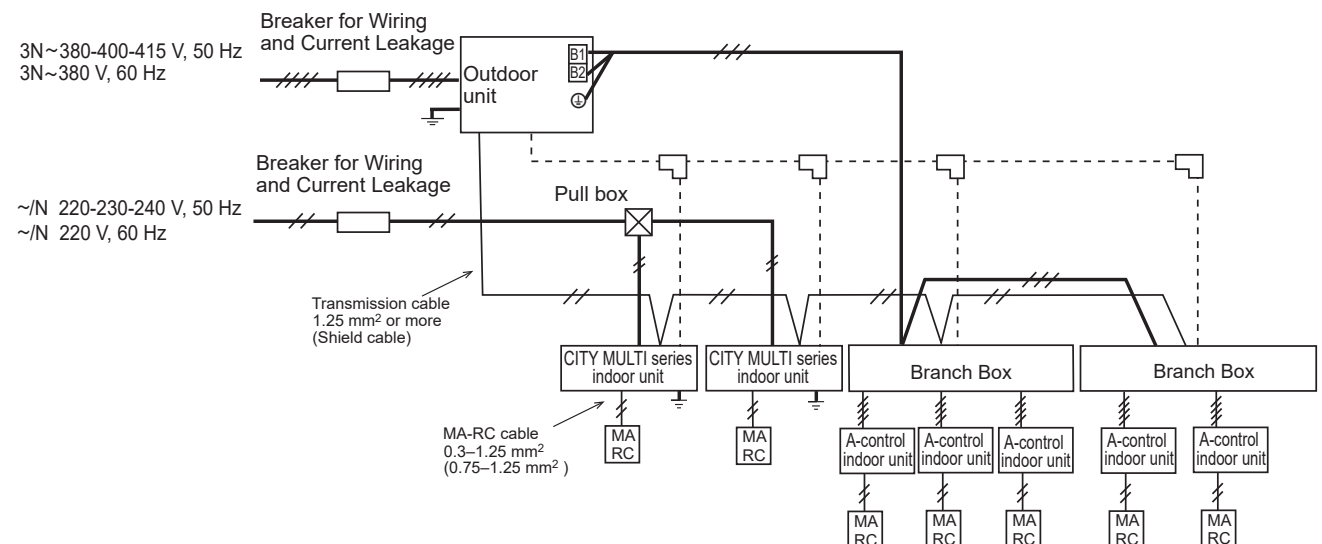 Breaker for Wiring
and Current Leakage
3N~380-400-415 V, 50 Hz
3N~380 V, 60 Hz
Outdoor
unit
B1
B2
Breaker for Wiring
and Current Leakage
Pull box
~/N 220-230-240 V, 50 Hz
~/N 220 V, 60 Hz
Transmission cable
1.25 mm² or more
(Shield cable)
CITY MULTI series
indoor unit
CITY MULTI series
indoor unit
Branch Box
Branch Box
MA-RC cable
0.3–1.25 mm²
(0.75–1.25 mm² )
MA
RC
MA
RC
A-control
indoor unit
A-control
indoor unit
A-control
indoor unit
A-control
indoor unit
A-control
indoor unit
MA
RC
MA
RC
MA
RC
MA
RC
MA
RC